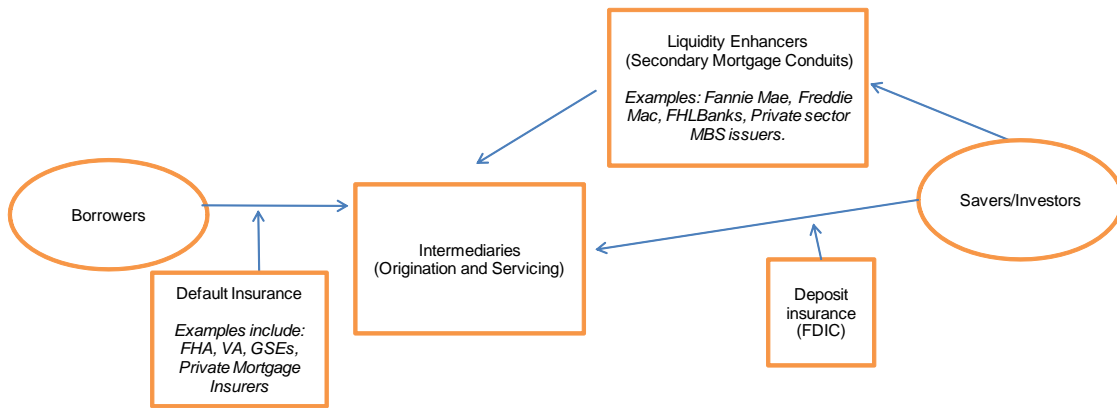 Liquidity Enhancers
(Secondary Mortgage Conduits)
Examples: Fannie Mae, Freddie
Mac, FHLBanks, Private sector
MBS issuers.
Borrowers
Savers/Investors
Intermediaries
(Origination and Servicing)
Default Insurance
Examples include:
FHA, VA, GSEs,
Private Mortgage
Insurers
Deposit
insurance
(FDIC)